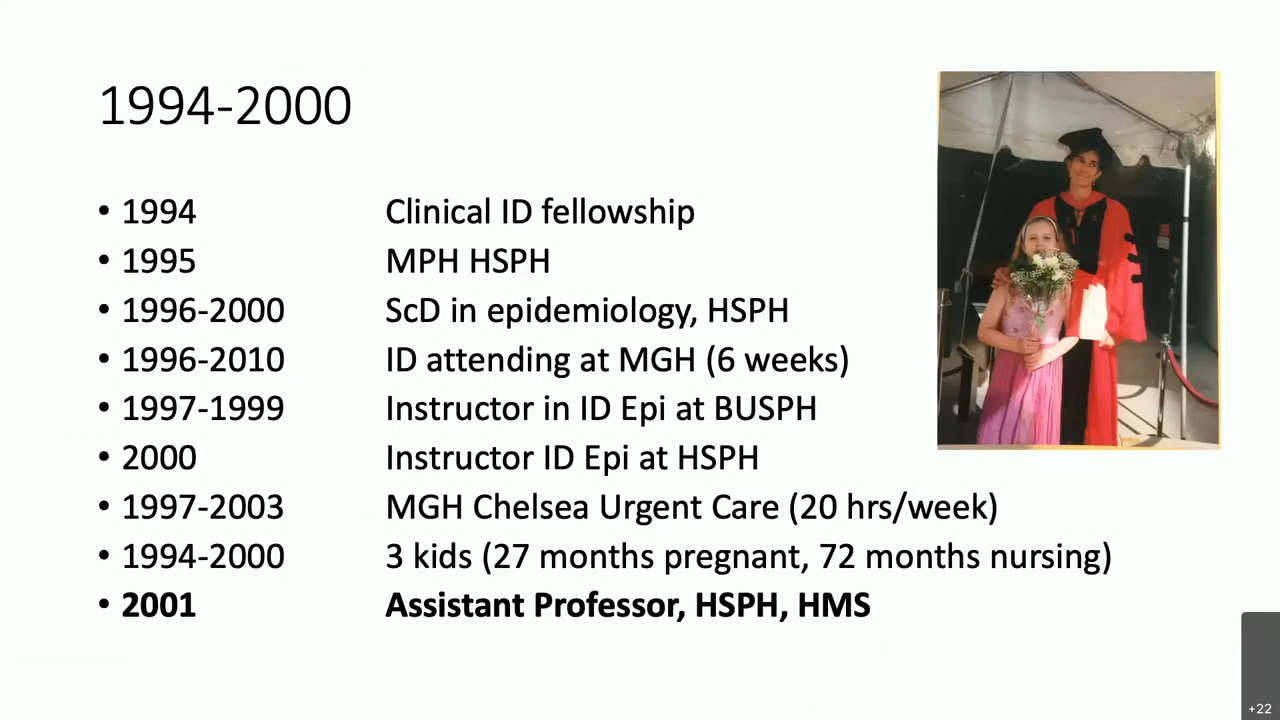 1994-2000
• 1994 Clinical ID fellowship
• 1995 MPH HSPH
• 1996-2000 ScD in epidemiology, HSPH
• 1996-2010 ID attending at MGH (6 weeks)
• 1997-1999 Instructor in ID Epi at BUSPH
• 2000 Instructor ID Epi at HSPH
• 1997-2003 MGH Chelsea Urgent Care (20 hrs/week)
• 1994-2000 3 kids (27 months pregnant, 72 months nursing)
• 2001 Assistant Professor, HSPH, HMS
+22